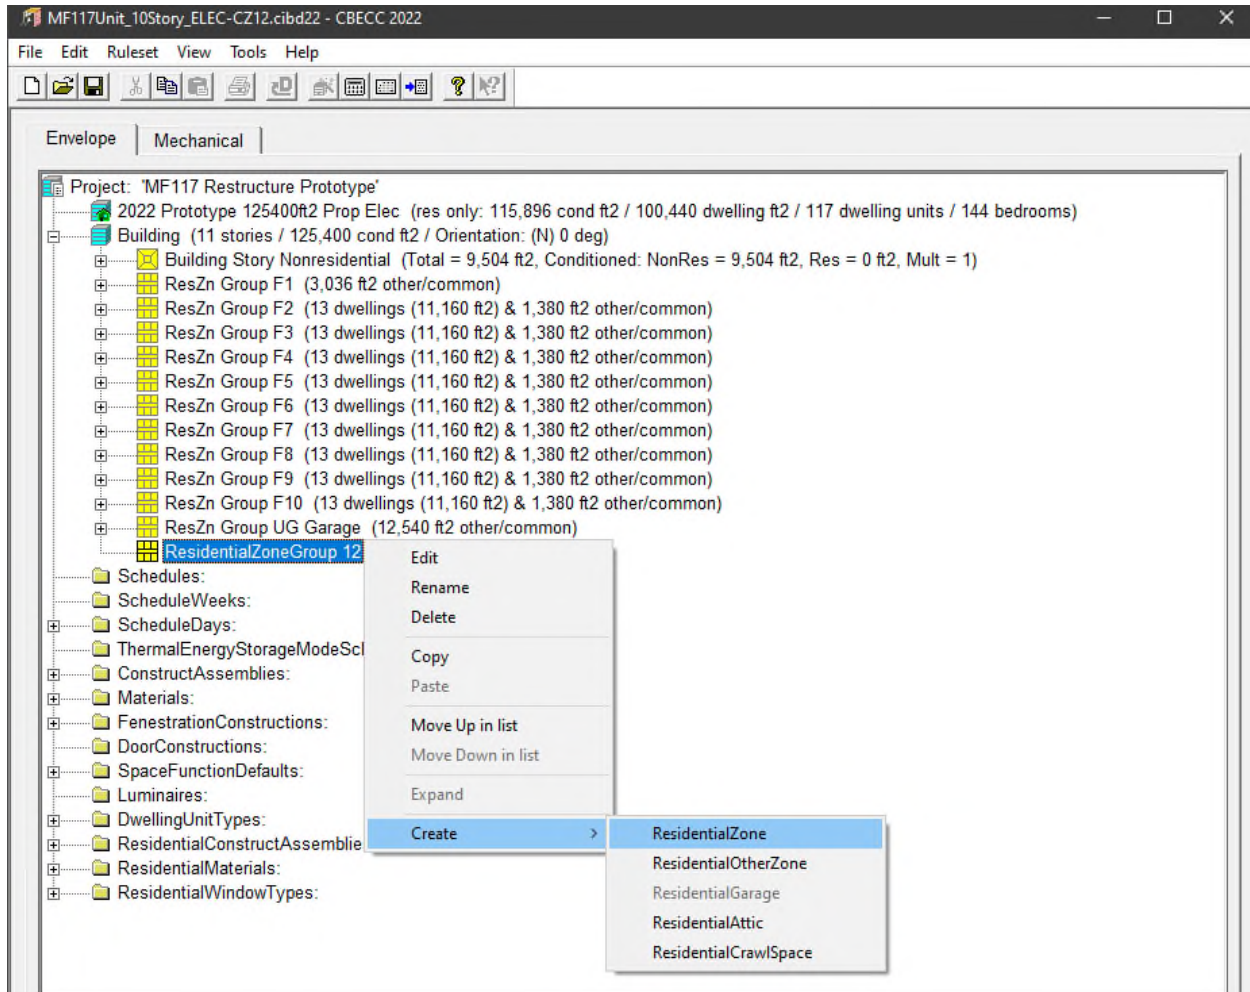 MF117Unit_10Story_ELEC-CZ12.cibd22 - CBECC 2022
File Edit Ruleset View Tools Help
Envelope Mechanical
Project: 'MF117 Restructure Prototype'
2022 Prototype 125400ft2 Prop Elec (res only: 115,896 cond ft2 / 100,440 dwelling ft2 / 117 dwelling units / 144 bedrooms)
Building (11 stories / 125,400 cond ft2 / Orientation: (N) 0 deg)
Building Story Nonresidential (Total = 9,504 ft2, Conditioned: NonRes = 9,504 ft2, Res = 0 ft2, Mult = 1)
ResZn Group F1 (3,036 ft2 other/common)
ResZn Group F2 (13 dwellings (11,160 ft2) & 1,380 ft2 other/common)
ResZn Group F3 (13 dwellings (11,160 ft2) & 1,380 ft2 other/common)
ResZn Group F4 (13 dwellings (11,160 ft2) & 1,380 ft2 other/common)
ResZn Group F5 (13 dwellings (11,160 ft2) & 1,380 ft2 other/common)
ResZn Group F6 (13 dwellings (11,160 ft2) & 1,380 ft2 other/common)
ResZn Group F7 (13 dwellings (11,160 ft2) & 1,380 ft2 other/common)
ResZn Group F8 (13 dwellings (11,160 ft2) & 1,380 ft2 other/common)
ResZn Group F9 (13 dwellings (11,160 ft2) & 1,380 ft2 other/common)
ResZn Group F10 (13 dwellings (11,160 ft2) & 1,380 ft2 other/common)
ResZn Group UG Garage (12,540 ft2 other/common)
ResidentialZoneGroup 12
Schedules:
ScheduleWeeks:
ScheduleDays:
ThermalEnergyStorageModeScl
ConstructAssemblies:
Materials:
FenestrationConstructions:
DoorConstructions:
SpaceFunctionDefaults:
Luminaires:
DwellingUnitTypes:
ResidentialConstructAssemblie
ResidentialMaterials:
ResidentialWindowTypes:
Edit
Rename
Delete
Copy
Paste
Move Up in list
Move Down in list
Expand
Create >
ResidentialZone
ResidentialOtherZone
ResidentialGarage
ResidentialAttic
ResidentialCrawlSpace